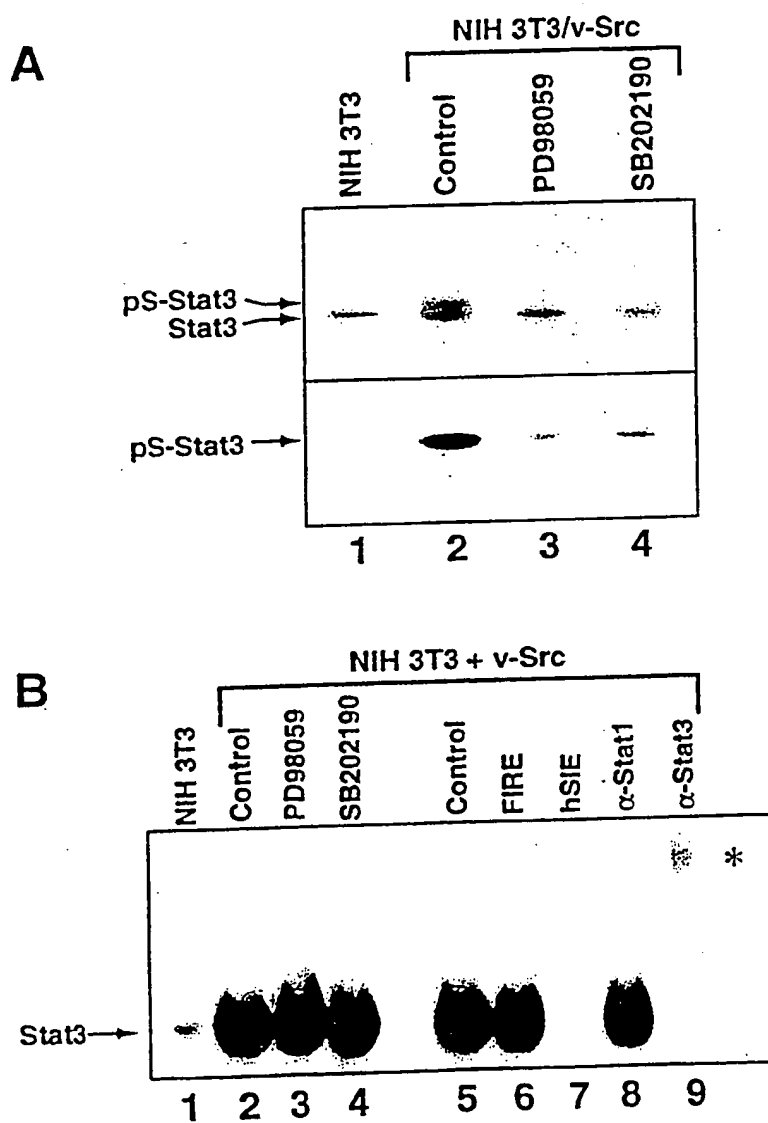 A
NIH 3T3/v-Src
NIH 3T3
Control
PD98059
SB202190
pS-Stat3
Stat3
pS-Stat3
1 2 3 4
B
NIH 3T3 + v-Src
NIH 3T3
Control
PD98059
SB202190
Control
FIRE
hSIE
α-Stat1
α-Stat3
*
Stat3
1 2 3 4 5 6 7 8 9